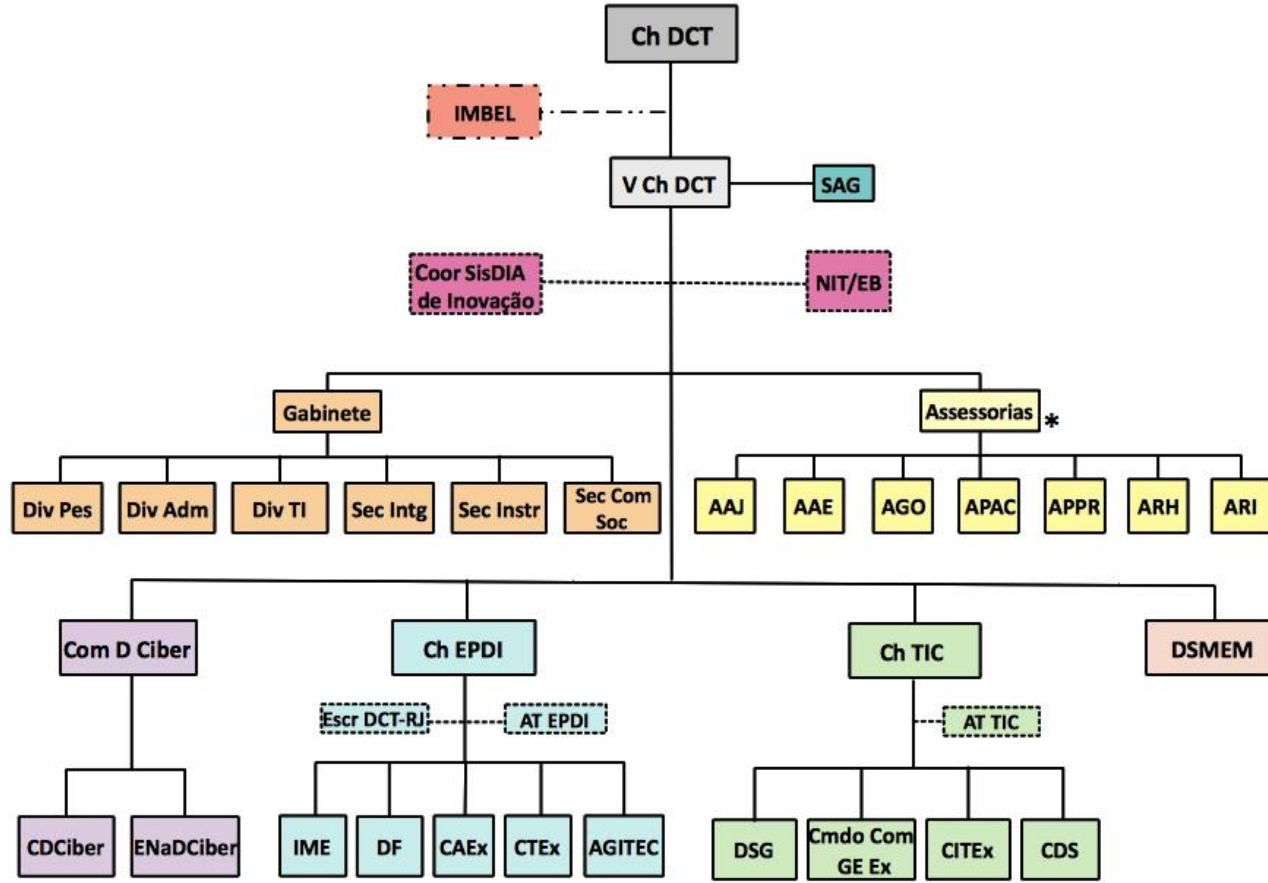 Ch DCT
IMBEL
V Ch DCT
SAG
Coor SisDIA
de Inovação
NIT/EB
Gabinete
Assessorias *
Div Pes
Div Adm
Div TI
Sec Intg
Sec Instr
Sec Com
Soc
AAJ
AAE
AGO
APAC
APPR
ARH
ARI
Com D Ciber
Ch EPDI
Ch TIC
DSMEM
Escr DCT-RJ
AT EPDI
AT TIC
CDCiber
ENaDCiber
IME
DF
CAEx
CTEx
AGITEC
DSG
Cmdo Com
GE Ex
CITEx
CDS